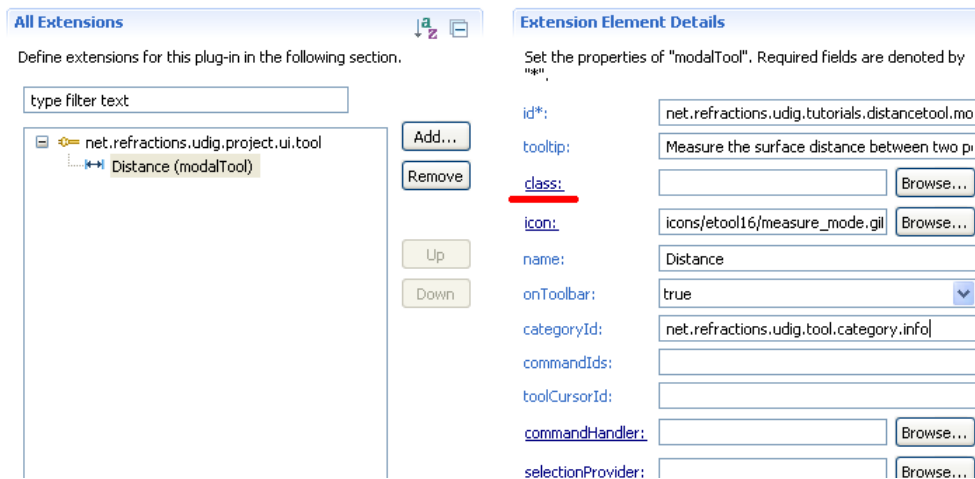 All Extensions
Define extensions for this plug-in in the following section.
type filter text
net.refractions.udig.project.ui.tool
Distance (modalTool)
Add...
Remove
Up
Down
Extension Element Details
Set the properties of "modalTool". Required fields are denoted by
"*".
id*: net.refractions.udig.tutorials.distancetool.mo
tooltip: Measure the surface distance between two
class: Browse...
icon: icons/etool16/measure_mode.gif Browse...
name: Distance
onToolbar: true
categoryId: net.refractions.udig.tool.category.info
commandIds:
toolCursorId:
commandHandler: Browse...
selectionProvider: Browse...